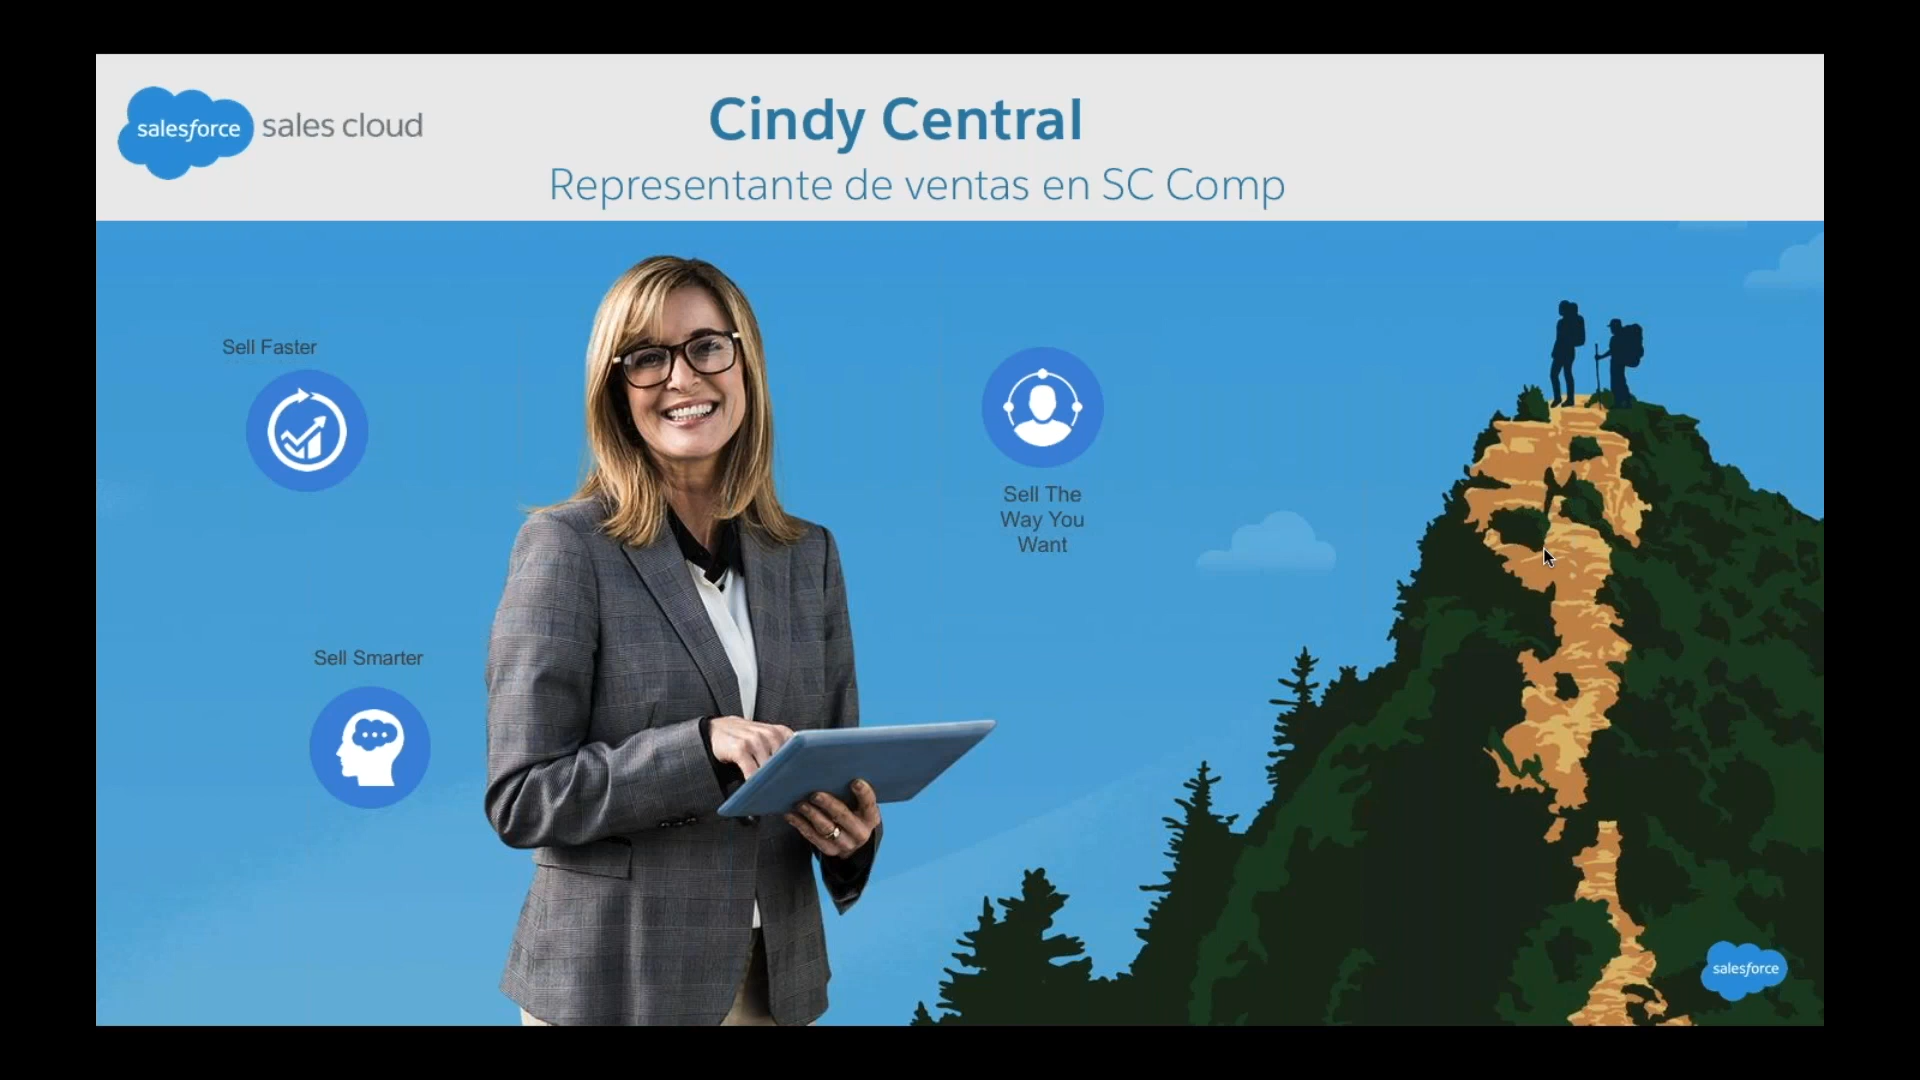 salesforce sales cloud
Cindy Central
Representante de ventas en SC Comp
Sell Faster
Sell The
Way You
Want
Sell Smarter
salesforce